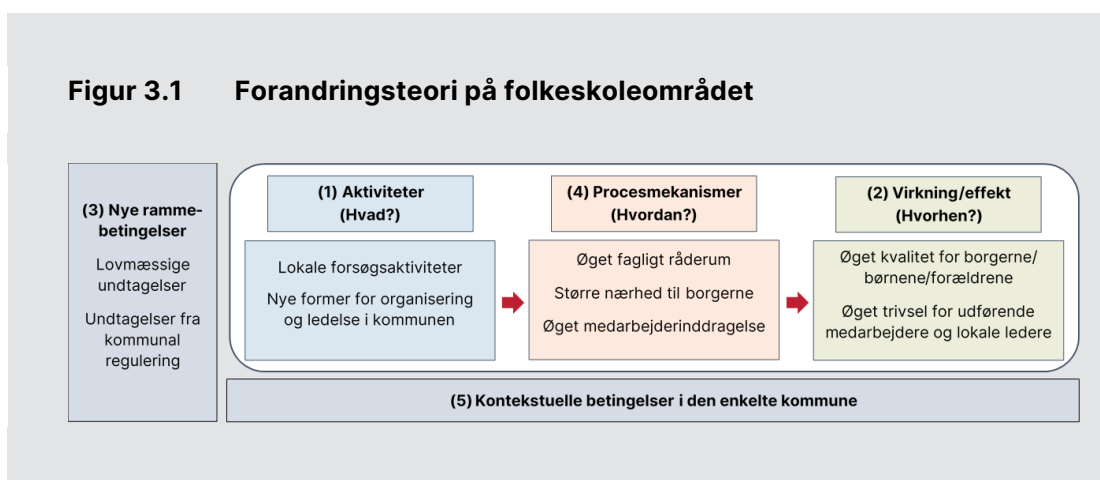 Figur 3.1 Forandringsteori på folkeskoleområdet
(3) Nye ramme-
betingelser
Lovmæssige
undtagelser
Undtagelser fra
kommunal
regulering
(1) Aktiviteter
(Hvad?)
Lokale forsøgsaktiviteter
Nye former for organisering
og ledelse i kommunen
(4) Procesmekanismer
(Hvordan?)
Øget fagligt råderum
Større nærhed til borgerne
Øget medarbejderinddragelse
(2) Virkning/effekt
(Hvorhen?)
Øget kvalitet for borgerne/
børnene/forældrene
Øget trivsel for udførende
medarbejdere og lokale ledere
(5) Kontekstuelle betingelser i den enkelte kommune